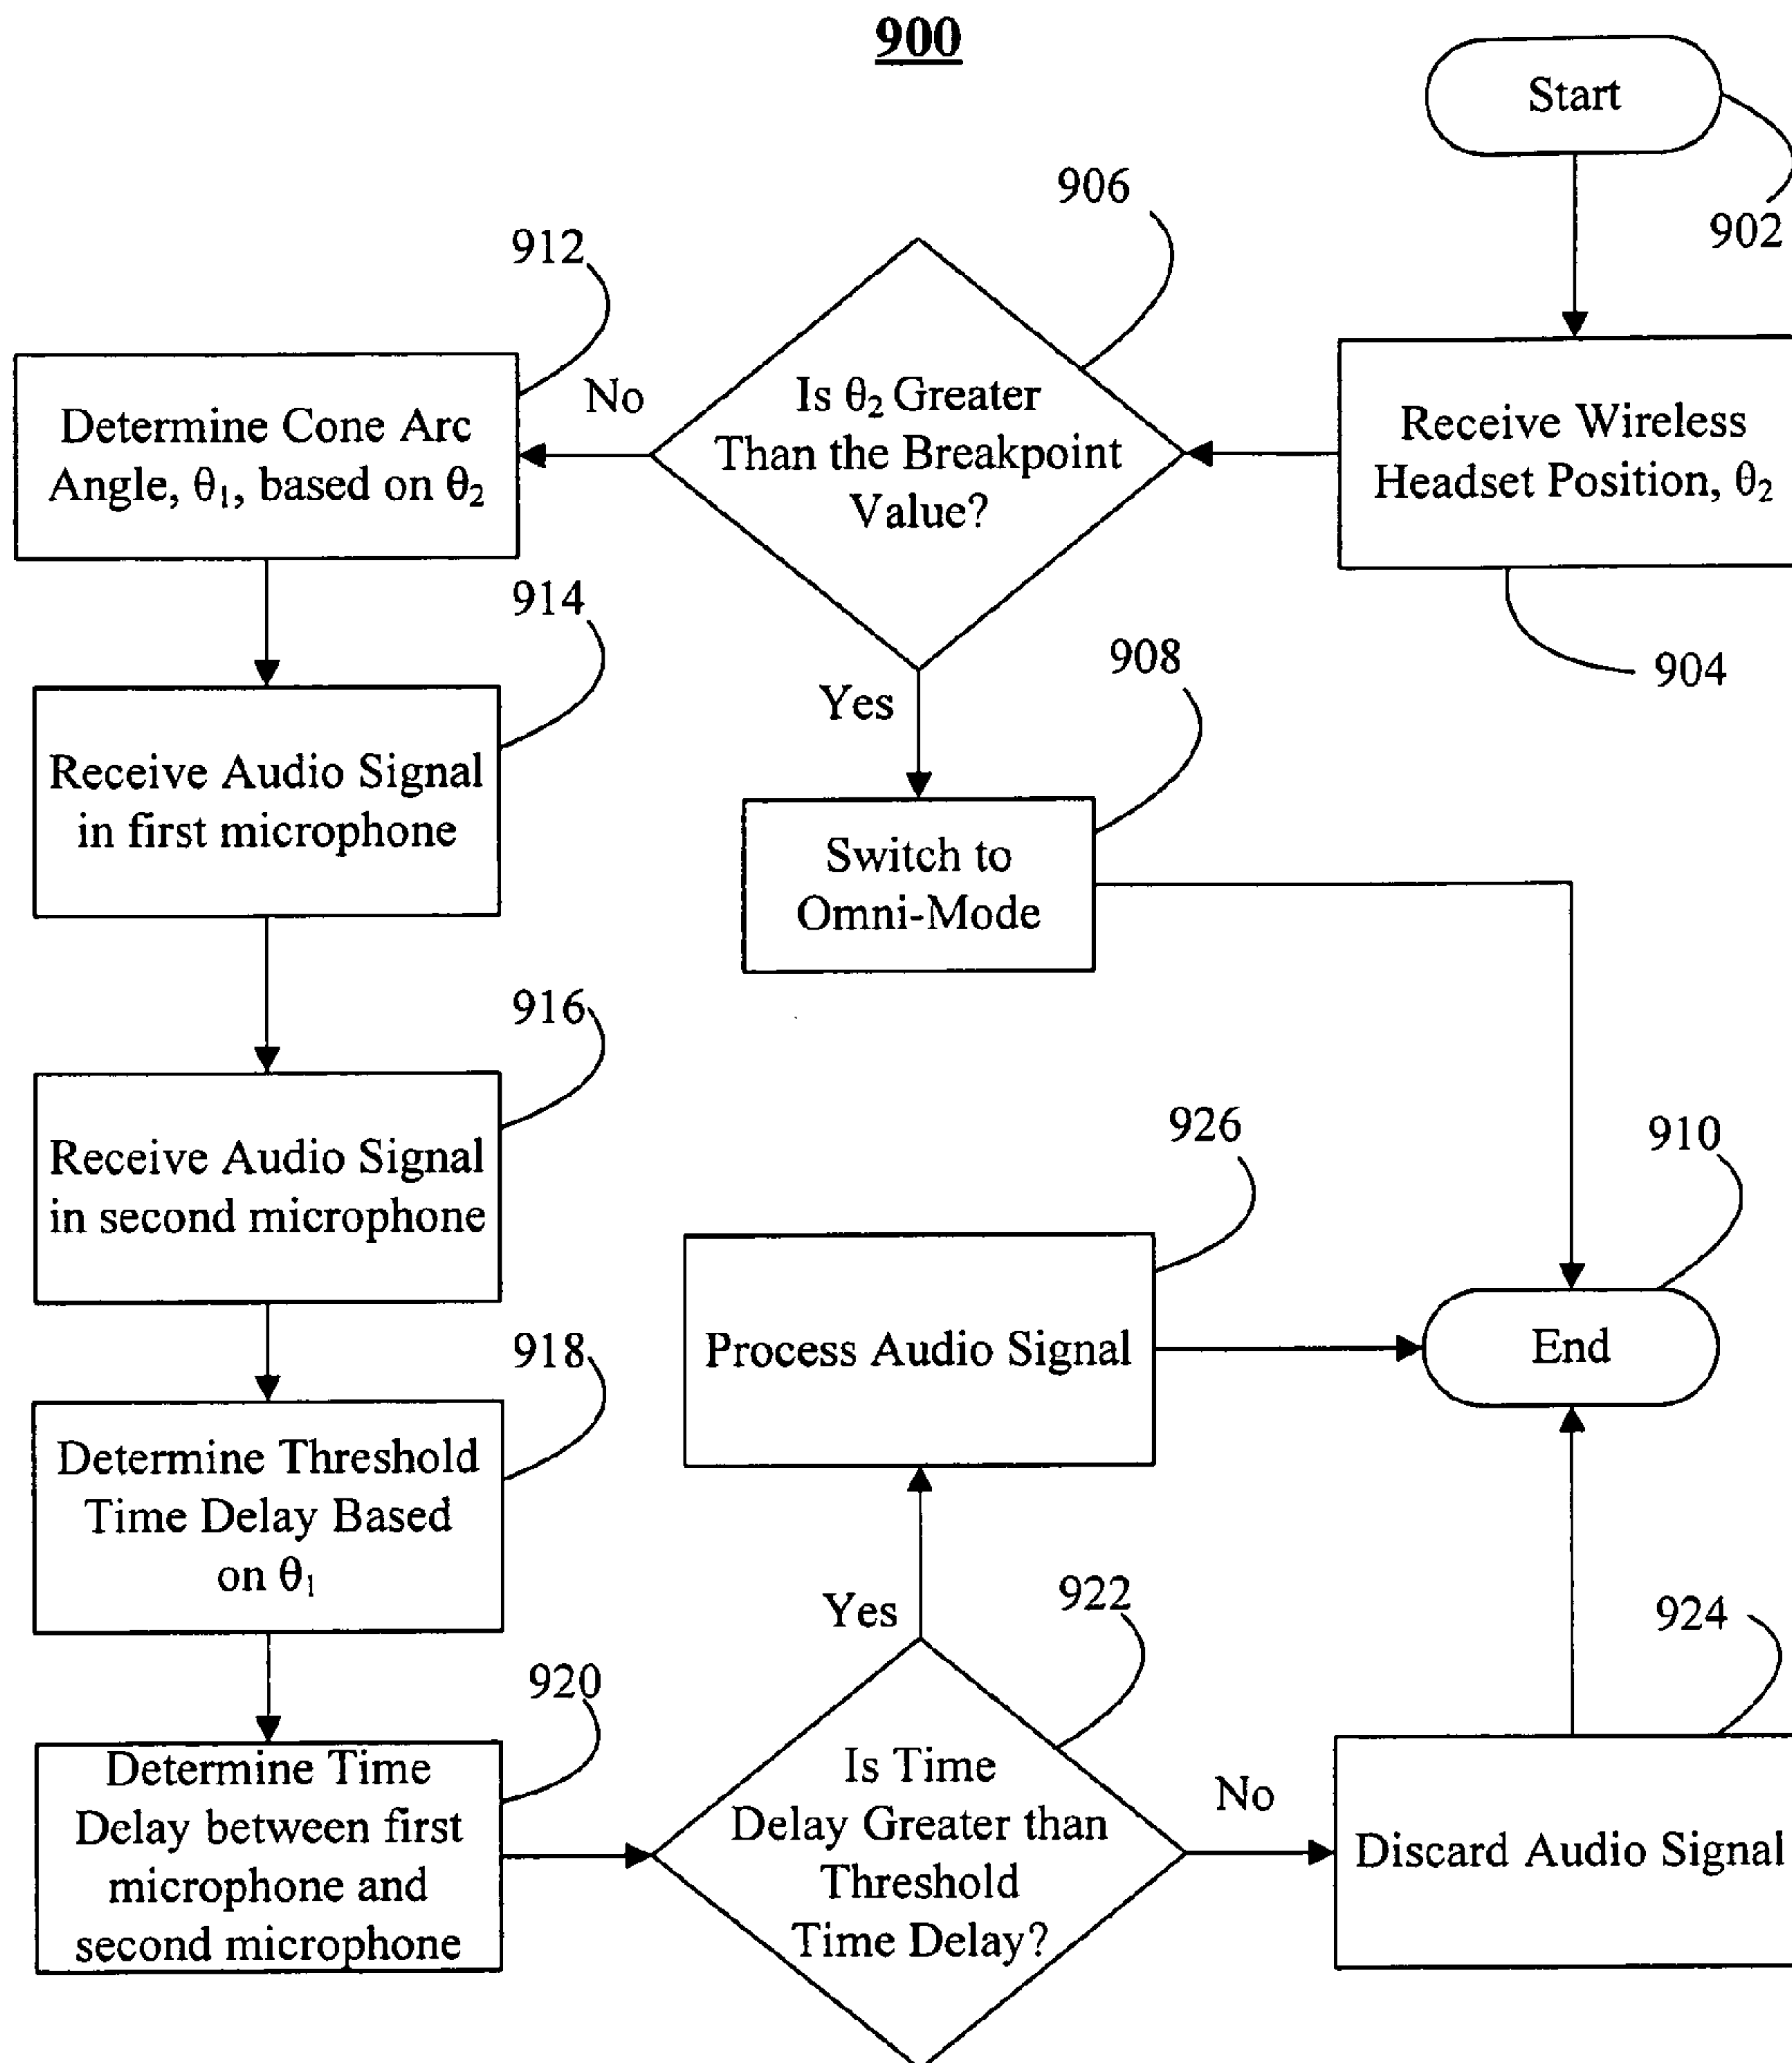 900
Start
902
Receive Wireless
Headset Position, θ₂
904
906
Is θ₂ Greater
Than the Breakpoint
Value?
No
Yes
908
Switch to
Omni-Mode
912
Determine Cone Arc
Angle, θ₁, based on θ₂
914
Receive Audio Signal
in first microphone
916
Receive Audio Signal
in second microphone
918
Determine Threshold
Time Delay Based
on θ₁
920
Determine Time
Delay between first
microphone and
second microphone
922
Is Time
Delay Greater than
Threshold
Time Delay?
Yes
No
926
Process Audio Signal
924
Discard Audio Signal
910
End